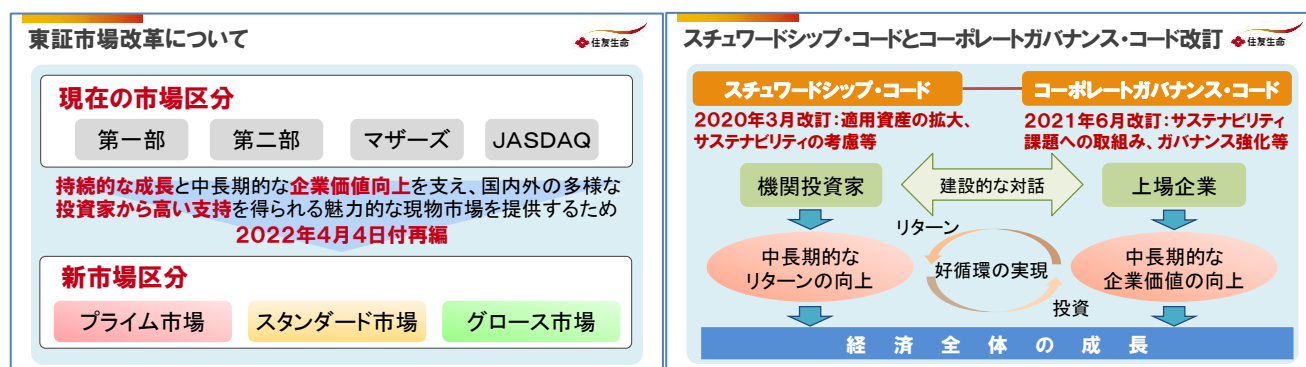 東証市場改革について
住友生命
現在の市場区分
第一部
第二部
マザーズ
JASDAQ
持続的な成長と中長期的な企業価値向上を支え、国内外の多様な
投資家から高い支持を得られる魅力的な現物市場を提供するため
2022年4月4日付再編
新市場区分
プライム市場
スタンダード市場
グロース市場
スチュワードシップ・コードとコーポレートガバナンス・コード改訂
住友生命
スチュワードシップ・コード
コーポレートガバナンス・コード
2020年3月改訂:適用資産の拡大、
サステナビリティの考慮等
2021年6月改訂:サステナビリティ
課題への取組み、ガバナンス強化等
機関投資家
建設的な対話
上場企業
リターン
中長期的な
リターンの向上
好循環の実現
中長期的な
企業価値の向上
投資
経済全体の成長